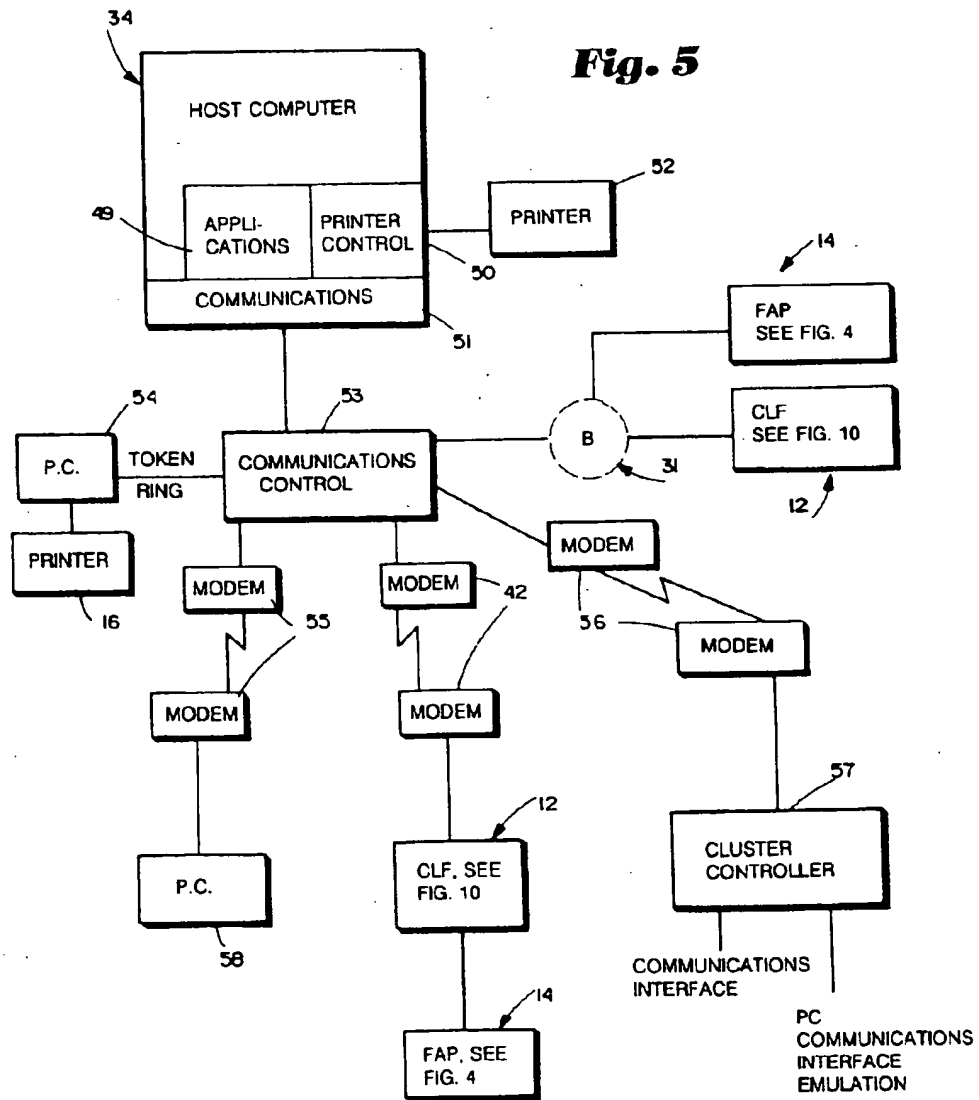 Fig. 5
34
HOST COMPUTER
49
APPLI-
CATIONS
PRINTER
CONTROL
50
COMMUNICATIONS
51
52
PRINTER
14
FAP
SEE FIG. 4
CLF
SEE FIG. 10
12
B
31
54
P.C.
TOKEN
RING
53
COMMUNICATIONS
CONTROL
PRINTER
16
MODEM
55
MODEM
MODEM
42
MODEM
MODEM
56
MODEM
P.C.
58
12
CLF, SEE
FIG. 10
14
FAP, SEE
FIG. 4
57
CLUSTER
CONTROLLER
COMMUNICATIONS
INTERFACE
PC
COMMUNICATIONS
INTERFACE
EMULATION